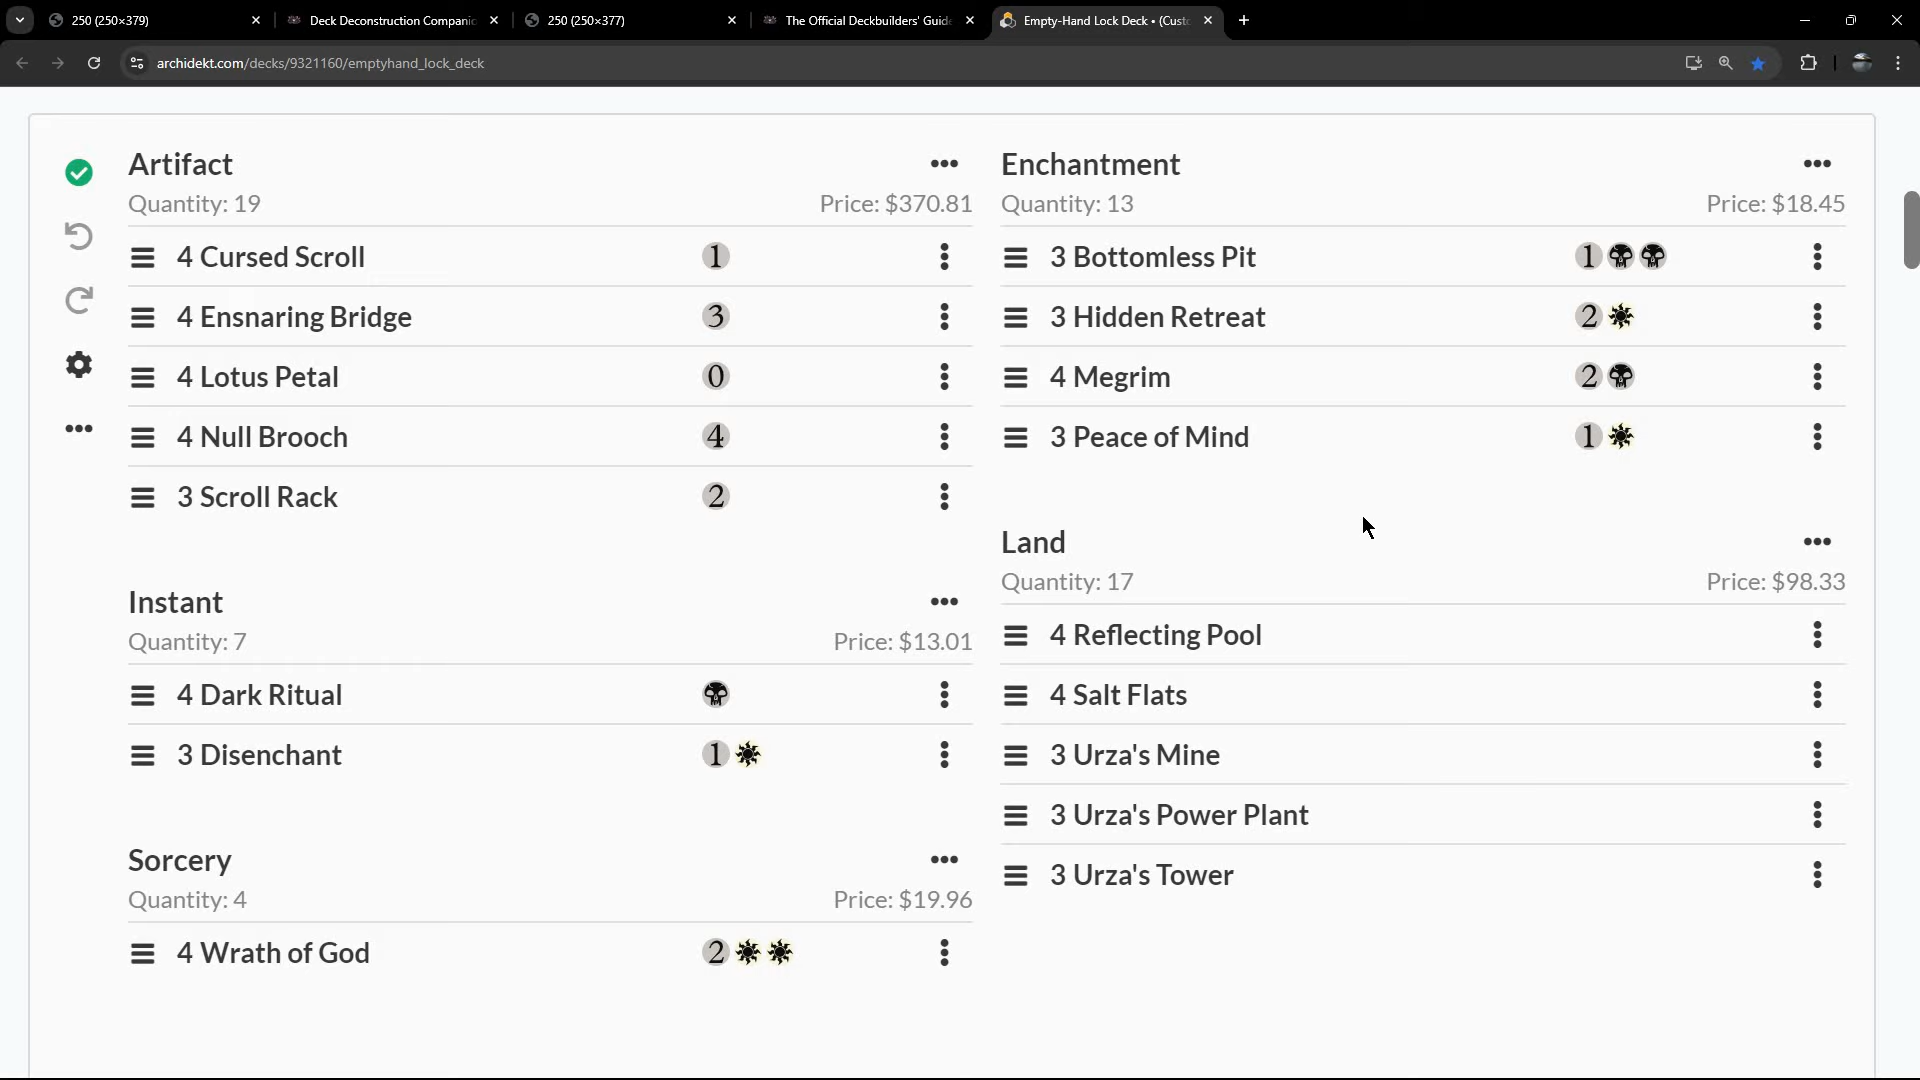 250 (250×379)
Deck Deconstruction Compani
250 (250×377)
The Official Deckbuilders' Guid
Empty-Hand Lock Deck • (Cust
archidekt.com/decks/9321160/emptyhand_lock_deck
Artifact
Quantity: 19
Price: $370.81
4 Cursed Scroll
1
4 Ensnaring Bridge
3
4 Lotus Petal
0
4 Null Brooch
4
3 Scroll Rack
2
Instant
Quantity: 7
Price: $13.01
4 Dark Ritual
3 Disenchant
1
Sorcery
Quantity: 4
Price: $19.96
4 Wrath of God
2
Enchantment
Quantity: 13
Price: $18.45
3 Bottomless Pit
1
3 Hidden Retreat
2
4 Megrim
2
3 Peace of Mind
1
Land
Quantity: 17
Price: $98.33
4 Reflecting Pool
4 Salt Flats
3 Urza's Mine
3 Urza's Power Plant
3 Urza's Tower